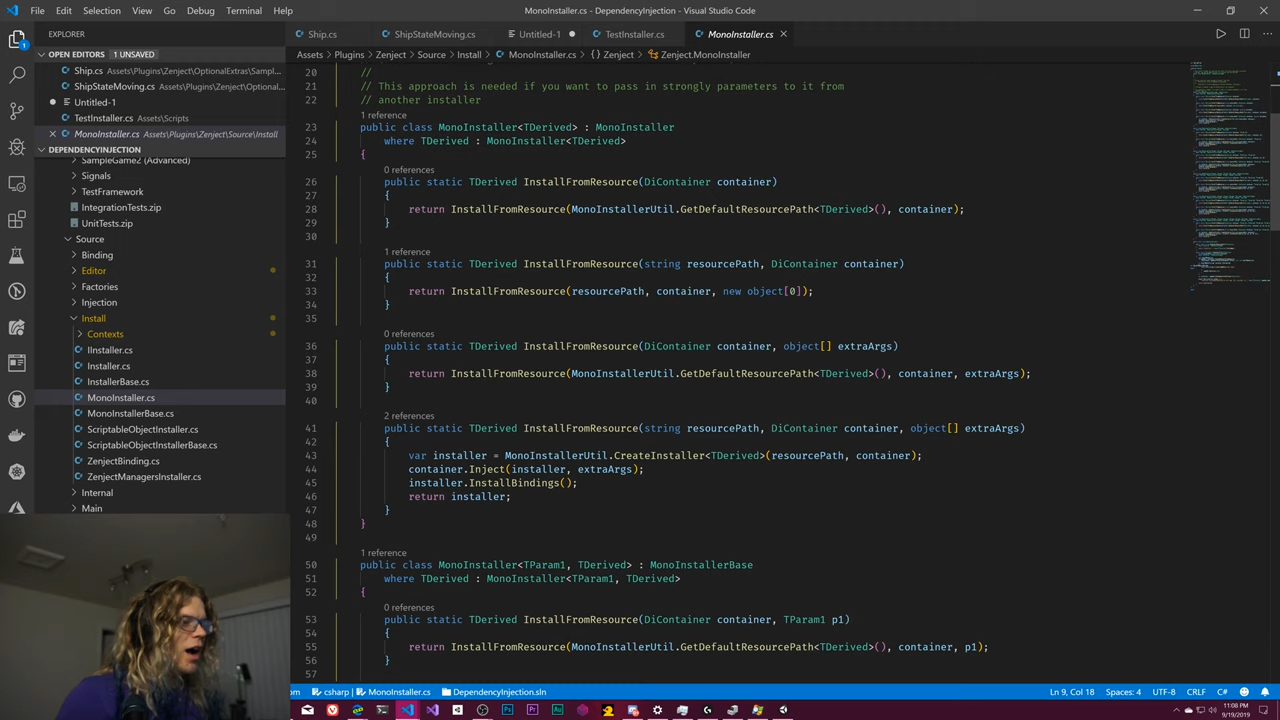 File Edit Selection View Go Debug Terminal Help
MonoInstaller.cs - DependencyInjection - Visual Studio Code
EXPLORER
OPEN EDITORS 1 UNSAVED
Ship.cs Assets\Plugins\Zenject\OptionalExtras\Sampl...
ShipStateMoving.cs Assets\Plugins\Zenject\Optional...
Untitled-1
TestInstaller.cs Assets\Scripts
MonoInstaller.cs Assets\Plugins\Zenject\Source\Install
DEPENDENCYINJECTION
SampleGame2 (Advanced)
Signals
TestFramework
IntegrationTests.zip
UnitTests.zip
Source
Binding
Editor
Factories
Injection
Install
Contexts
IInstaller.cs
Installer.cs
InstallerBase.cs
MonoInstaller.cs
MonoInstallerBase.cs
ScriptableObjectInstaller.cs
ScriptableObjectInstallerBase.cs
ZenjectBinding.cs
ZenjectManagersInstaller.cs
Internal
Main
Ship.cs ShipStateMoving.cs Untitled-1 TestInstaller.cs MonoInstaller.cs
Assets > Plugins > Zenject > Source > Install > MonoInstaller.cs > {} Zenject > Zenject.MonoInstaller
20 //
21 // This approach is needed if you want to pass in strongly parameters to it from
another installer
1 reference
23 public class MonoInstaller<TDerived> : MonoInstaller
24 where TDerived : MonoInstaller<TDerived>
25 {
0 references
26 public static TDerived InstallFromResource(DiContainer container)
27 {
28 return InstallFromResource(MonoInstallerUtil.GetDefaultResourcePath<TDerived>(), container);
29 }
30
1 reference
31 public static TDerived InstallFromResource(string resourcePath, DiContainer container)
32 {
33 return InstallFromResource(resourcePath, container, new object[0]);
34 }
35
0 references
36 public static TDerived InstallFromResource(DiContainer container, object[] extraArgs)
37 {
38 return InstallFromResource(MonoInstallerUtil.GetDefaultResourcePath<TDerived>(), container, extraArgs);
39 }
40
2 references
41 public static TDerived InstallFromResource(string resourcePath, DiContainer container, object[] extraArgs)
42 {
43 var installer = MonoInstallerUtil.CreateInstaller<TDerived>(resourcePath, container);
44 container.Inject(installer, extraArgs);
45 installer.InstallBindings();
46 return installer;
47 }
48 }
49
1 reference
50 public class MonoInstaller<TParam1, TDerived> : MonoInstallerBase
51 where TDerived : MonoInstaller<TParam1, TDerived>
52 {
0 references
53 public static TDerived InstallFromResource(DiContainer container, TParam1 p1)
54 {
55 return InstallFromResource(MonoInstallerUtil.GetDefaultResourcePath<TDerived>(), container, p1);
56 }
57
csharp MonoInstaller.cs DependencyInjection.sln Ln 9, Col 18 Spaces: 4 UTF-8 CRLF C#
11:08 PM
9/19/2019